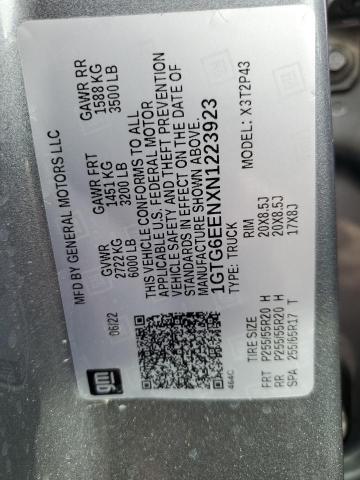 MFD BY GENERAL MOTORS LLC
06/22
GVWR
2722 KG
6000 LB
GAWR FRT
1451 KG
3200 LB
GAWR RR
1588 KG
3500 LB
THIS VEHICLE CONFORMS TO ALL
APPLICABLE U.S. FEDERAL MOTOR
VEHICLE SAFETY AND THEFT PREVENTION
STANDARDS IN EFFECT ON THE DATE OF
MANUFACTURE SHOWN ABOVE.
1GTG6EENXN1223923
TYPE: TRUCK
MODEL: X3T2P43
gm
464C
TIRE SIZE RIM
FRT P255/55R20 H 20X8.5J
RR P255/55R20 H 20X8.5J
SPA 255/65R17 T 17X8J